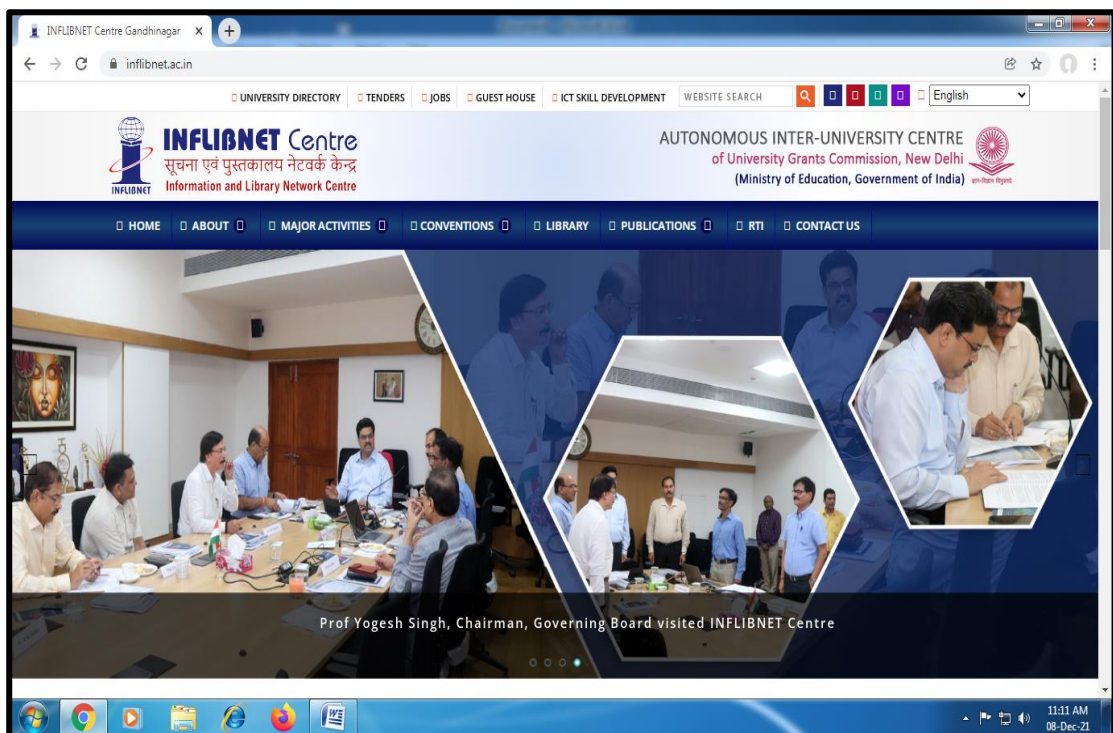 INFLIBNET Centre Gandhinagar
inflibnet.ac.in
UNIVERSITY DIRECTORY TENDERS JOBS GUEST HOUSE ICT SKILL DEVELOPMENT WEBSITE SEARCH English
INFLIBNET Centre
सूचना एवं पुस्तकालय नेटवर्क केन्द्र
Information and Library Network Centre
INFLIBNET
AUTONOMOUS INTER-UNIVERSITY CENTRE
of University Grants Commission, New Delhi
(Ministry of Education, Government of India)
ज्ञान-विज्ञान विमुक्तये
HOME ABOUT MAJOR ACTIVITIES CONVENTIONS LIBRARY PUBLICATIONS RTI CONTACT US
Prof Yogesh Singh, Chairman, Governing Board visited INFLIBNET Centre
11:11 AM
08-Dec-21